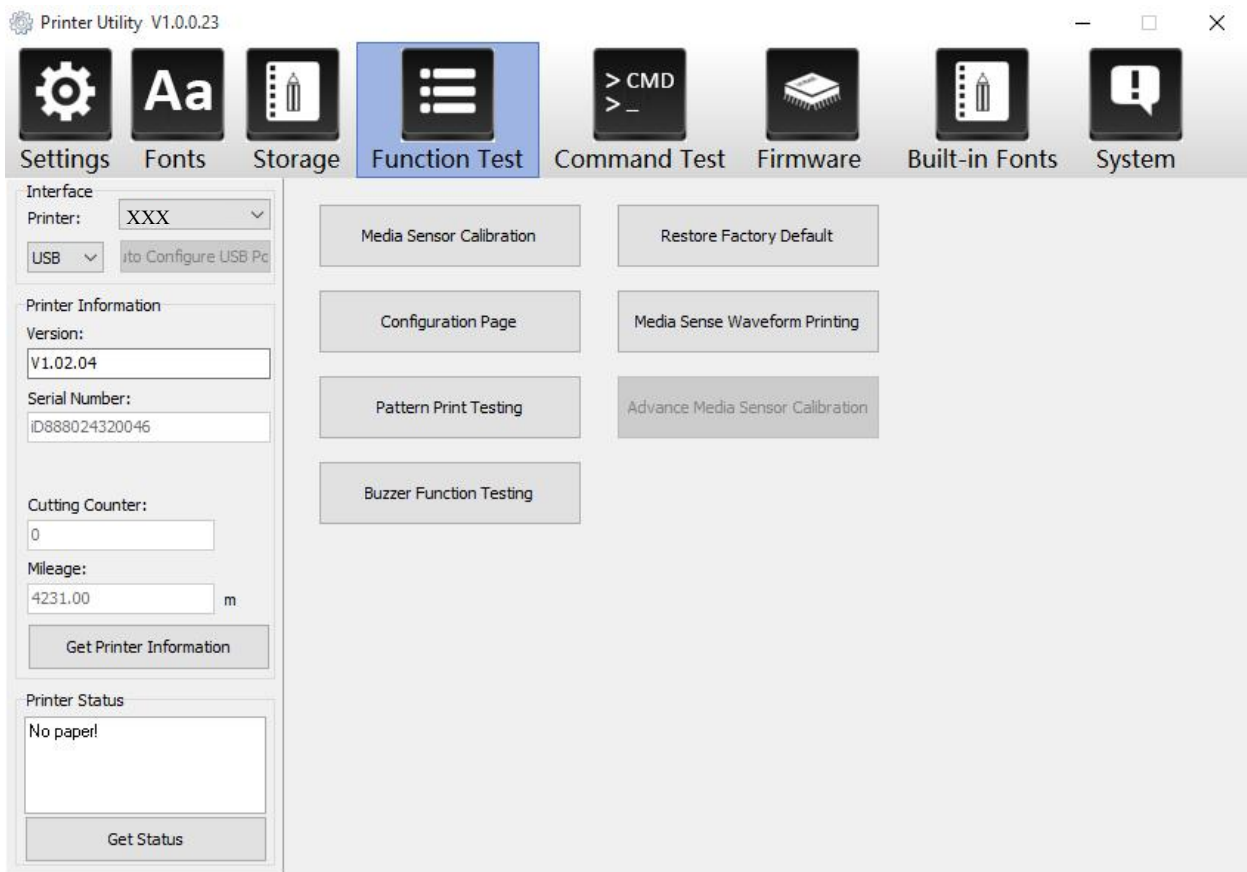 Printer Utility V1.0.0.23
Aa
> CMD
> _
Settings Fonts Storage Function Test Command Test Firmware Built-in Fonts System
Interface
Printer: XXX
USB ito Configure USB Pc
Printer Information
Version:
V1.02.04
Serial Number:
iD888024320046
Cutting Counter:
0
Mileage:
4231.00 m
Get Printer Information
Printer Status
No paper!
Get Status
Media Sensor Calibration Restore Factory Default
Configuration Page Media Sense Waveform Printing
Pattern Print Testing Advance Media Sensor Calibration
Buzzer Function Testing